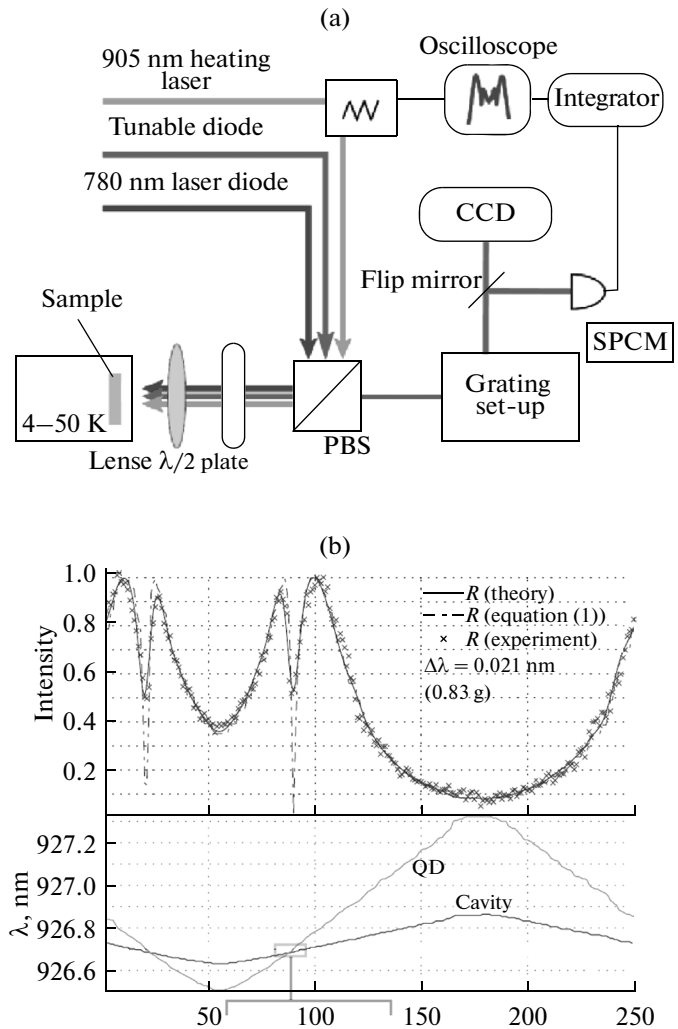 (a)
905 nm heating
laser
Oscilloscope
Integrator
Tunable diode
780 nm laser diode
CCD
Flip mirror
Sample
SPCM
Grating
set-up
4–50 K
PBS
Lense λ/2 plate
(b)
1.0
0.8
0.6
0.4
0.2
Intensity
R (theory)
R (equation (1))
R (experiment)
Δλ = 0.021 nm
(0.83 g)
927.2
927.0
926.8
926.6
λ, nm
QD
Cavity
50 100 150 200 250